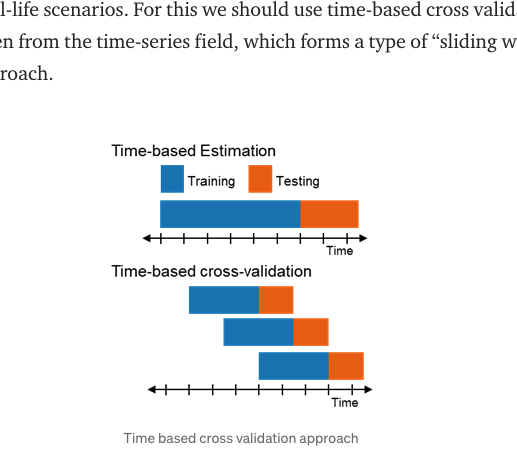 l-life scenarios. For this we should use time-based cross valid
en from the time-series field, which forms a type of “sliding w
roach.
Time-based Estimation
Training Testing
Time
Time-based cross-validation
Time
Time based cross validation approach